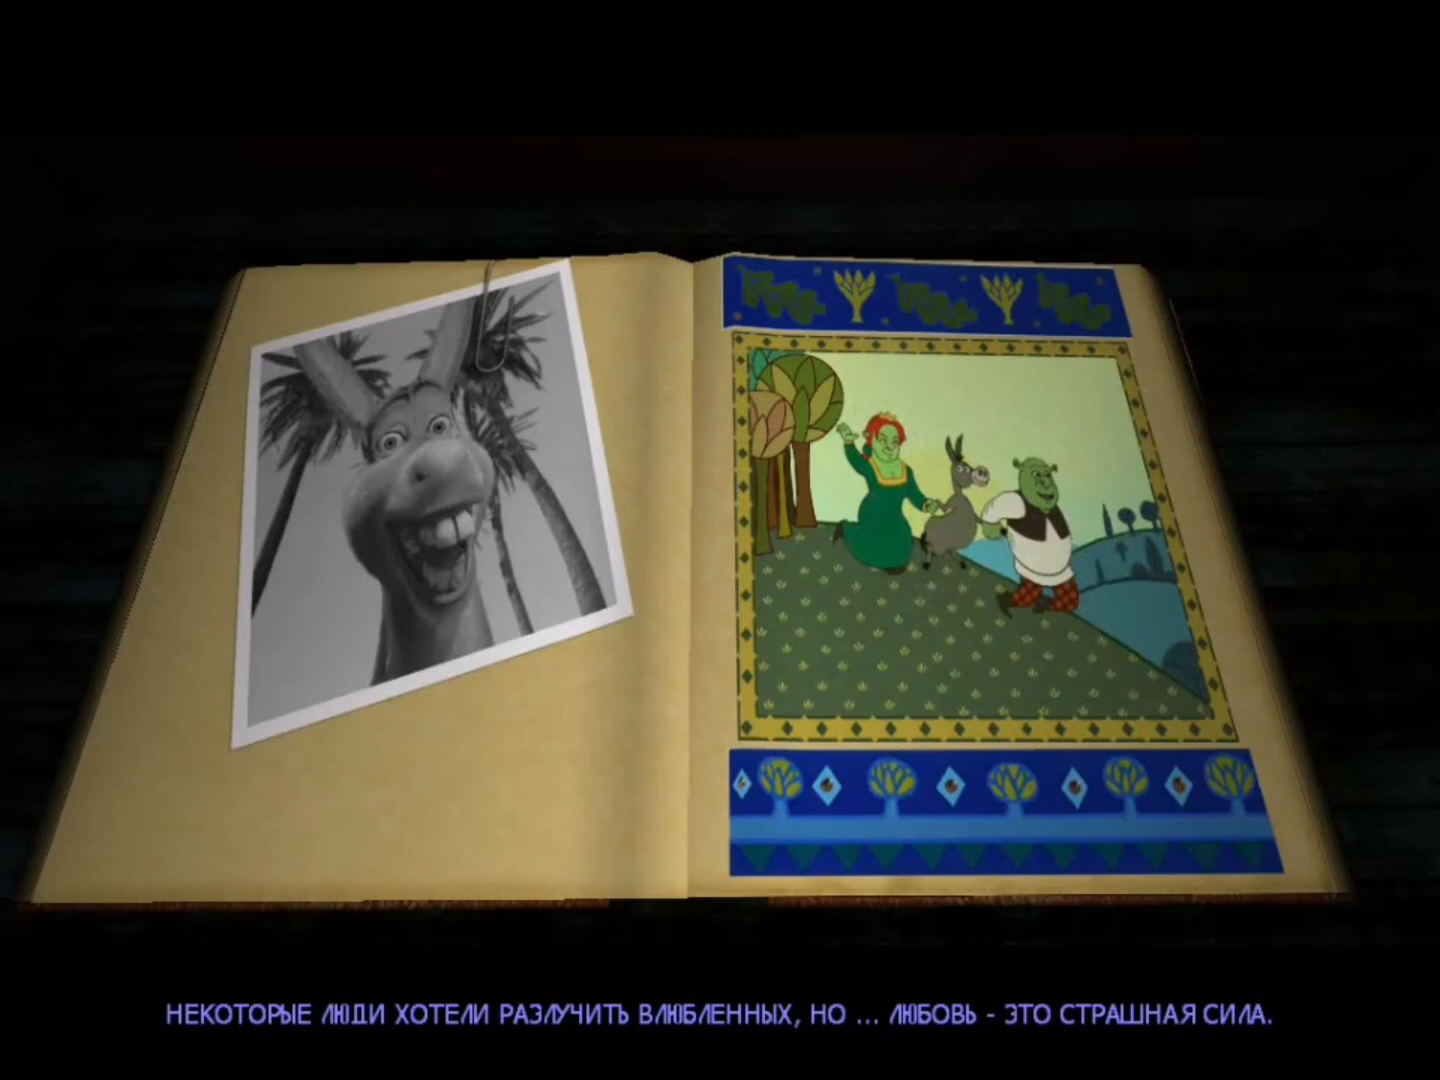 НЕКОТОРЫЕ ЛЮДИ ХОТЕЛИ РАЗЛУЧИТЬ ВЛЮБЛЕННЫХ, НО ... ЛЮБОВЬ - ЭТО СТРАШНАЯ СИЛА.